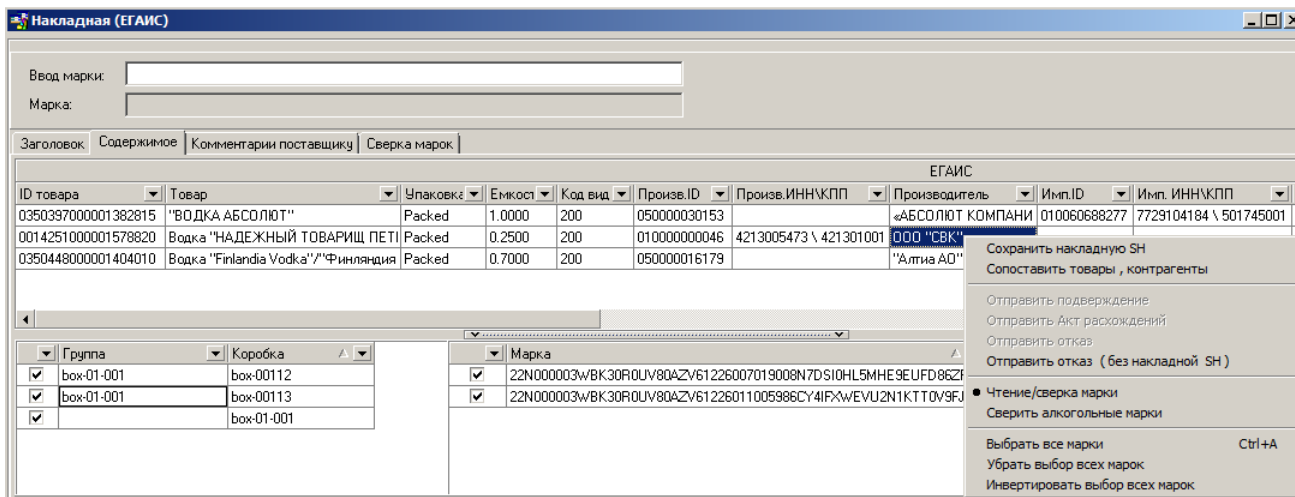 Накладная (ЕГАИС)
Ввод марки:
Марка:
Заголовок Содержимое Комментарии поставщику Сверка марок
ЕГАИС
ID товара Товар Упаковка Емкост Код вид Произв.ID Произв.ИНН\КПП Производитель Имп.ID Имп. ИНН\КПП
0350397000001382815 "ВОДКА АБСОЛЮТ" Packed 1.0000 200 050000030153 «АБСОЛЮТ КОМПАНИ 010060688277 7729104184 \ 501745001
0014251000001578820 Водка "НАДЕЖНЫЙ ТОВАРИЩ ПЕТІ Packed 0.2500 200 010000000046 4213005473 \ 421301001 ООО "СВК"
0350448000001404010 Водка "Finlandia Vodka"/"Финляндия Packed 0.7000 200 050000016179 "Алтиа АО"
Сохранить накладную SH
Сопоставить товары , контрагенты
Отправить подверждение
Отправить Акт расхождений
Отправить отказ
Отправить отказ ( без накладной SH )
Чтение/сверка марки
Сверить алкогольные марки
Выбрать все марки Ctrl+A
Убрать выбор всех марок
Инвертировать выбор всех марок
Группа Коробка Марка
box-01-001 box-00112 22N000003WBK30R0UV80AZV61226007019008N7DSI0HL5MHE9EUFD86ZF
box-01-001 box-00113 22N000003WBK30R0UV80AZV61226011005986CY4IFXWEVU2N1KTT0V9FJ
box-01-001